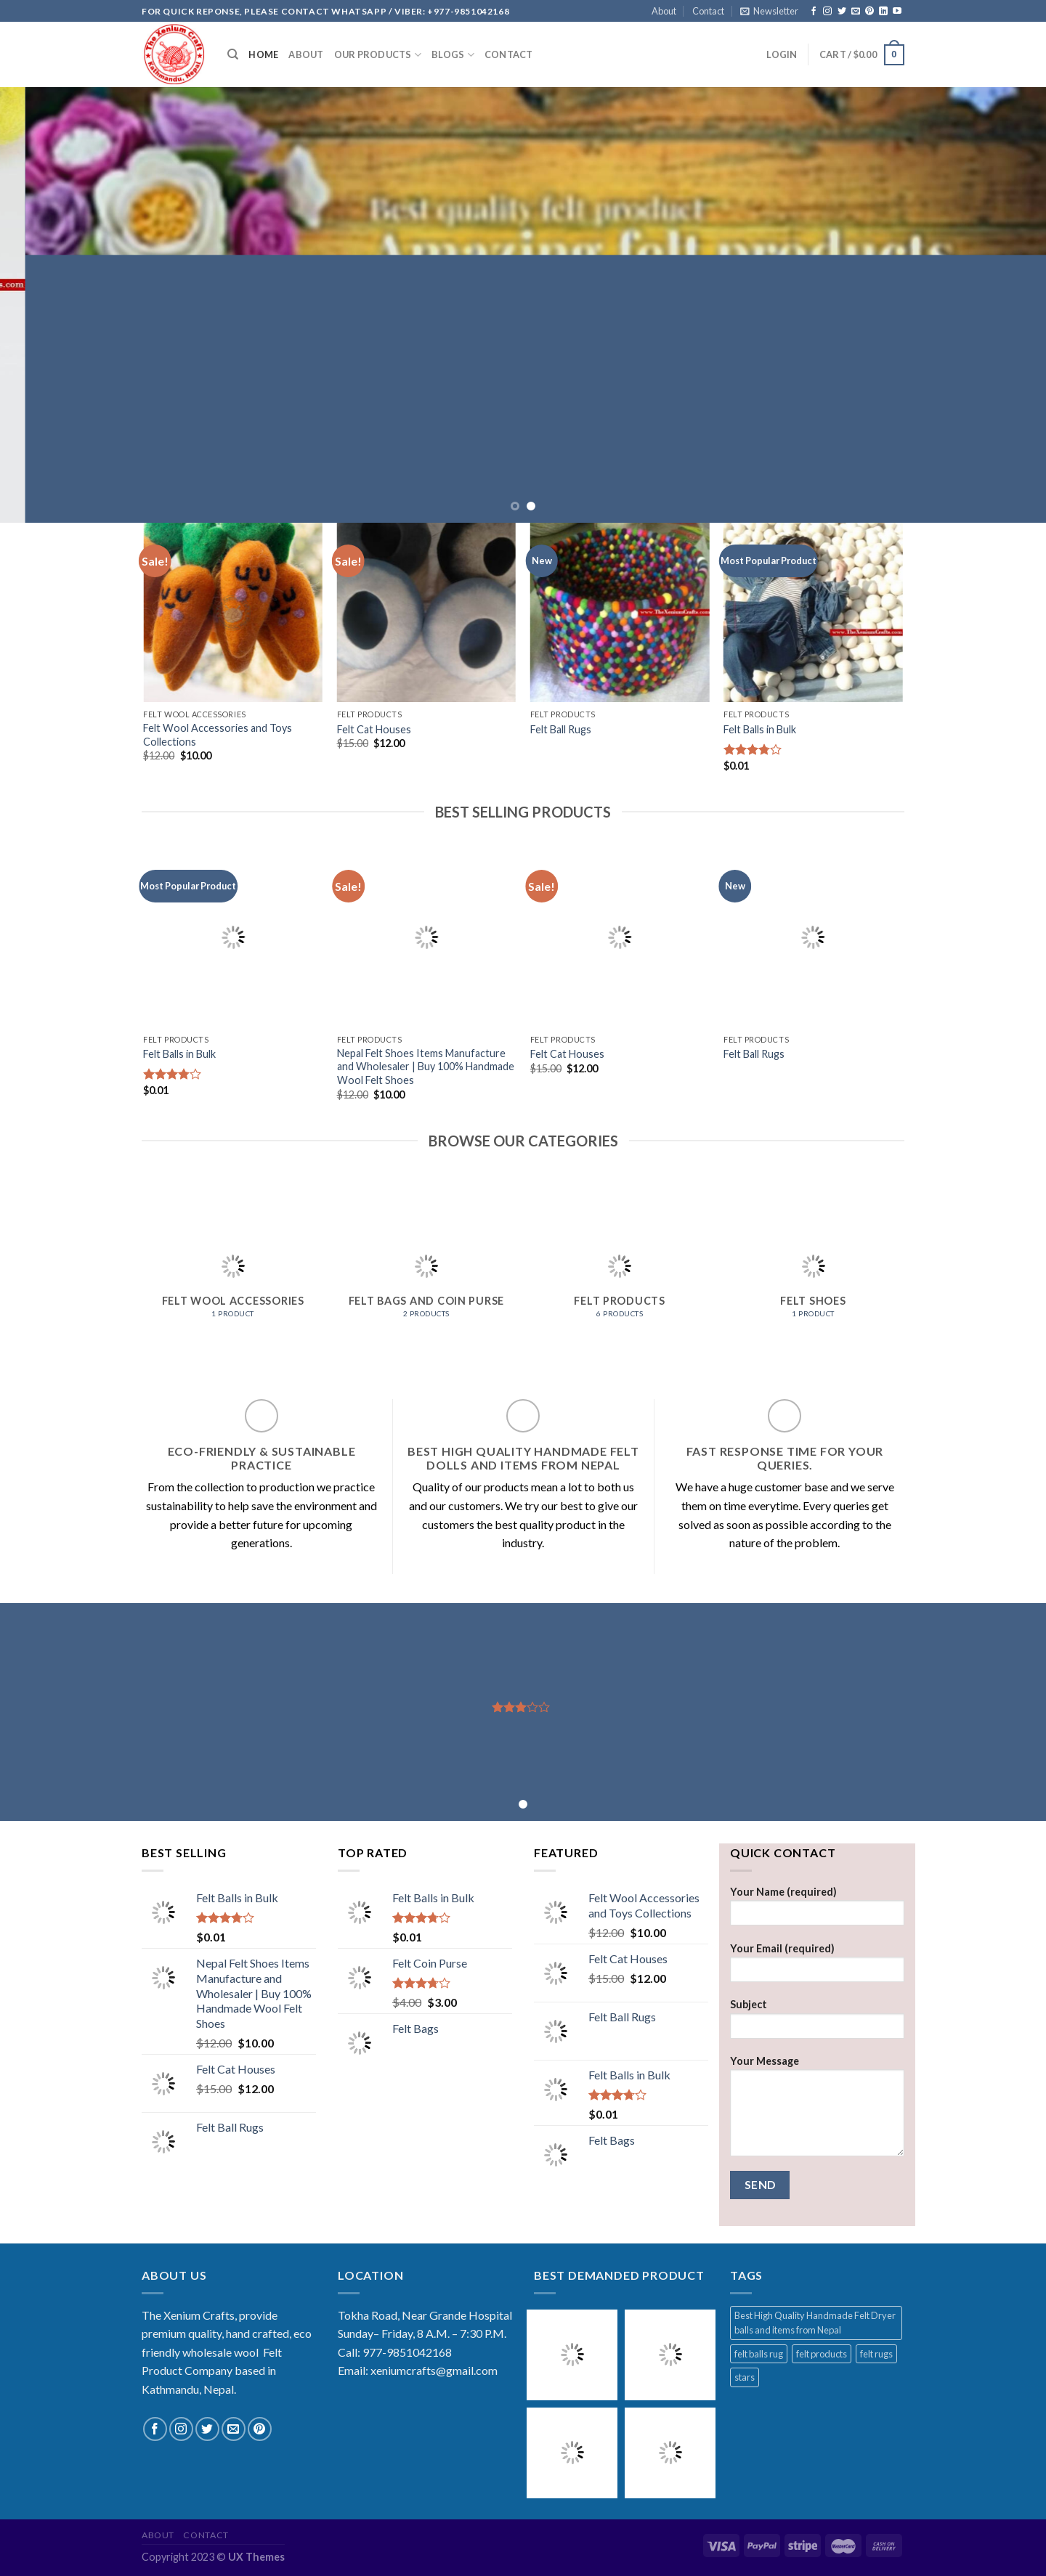 FOR QUICK REPONSE, PLEASE CONTACT WHATSAPP / VIBER: +977-9851042168
About
Contact
Newsletter
The Xenium Craft
Kathmandu, Nepal
HOME
ABOUT
OUR PRODUCTS
BLOGS
CONTACT
LOGIN
CART / $0.00
0
Best quality felt product
Amazing felt products
s.com
Sale!
Sale!
New
Most Popular Product
www.TheXeniumCrafts.com
www.TheXeniumCrafts.com
FELT WOOL ACCESSORIES
Felt Wool Accessories and Toys
Collections
$12.00 $10.00
FELT PRODUCTS
Felt Cat Houses
$15.00 $12.00
FELT PRODUCTS
Felt Ball Rugs
FELT PRODUCTS
Felt Balls in Bulk
$0.01
BEST SELLING PRODUCTS
Most Popular Product
Sale!
Sale!
New
FELT PRODUCTS
Felt Balls in Bulk
$0.01
FELT PRODUCTS
Nepal Felt Shoes Items Manufacture
and Wholesaler | Buy 100% Handmade
Wool Felt Shoes
$12.00 $10.00
FELT PRODUCTS
Felt Cat Houses
$15.00 $12.00
FELT PRODUCTS
Felt Ball Rugs
BROWSE OUR CATEGORIES
FELT WOOL ACCESSORIES
1 PRODUCT
FELT BAGS AND COIN PURSE
2 PRODUCTS
FELT PRODUCTS
6 PRODUCTS
FELT SHOES
1 PRODUCT
ECO-FRIENDLY & SUSTAINABLE
PRACTICE
From the collection to production we practice
sustainability to help save the environment and
provide a better future for upcoming
generations.
BEST HIGH QUALITY HANDMADE FELT
DOLLS AND ITEMS FROM NEPAL
Quality of our products mean a lot to both us
and our customers. We try our best to give our
customers the best quality product in the
industry.
FAST RESPONSE TIME FOR YOUR
QUERIES.
We have a huge customer base and we serve
them on time everytime. Every queries get
solved as soon as possible according to the
nature of the problem.
BEST SELLING
Felt Balls in Bulk
$0.01
Nepal Felt Shoes Items
Manufacture and
Wholesaler | Buy 100%
Handmade Wool Felt
Shoes
$12.00 $10.00
Felt Cat Houses
$15.00 $12.00
Felt Ball Rugs
TOP RATED
Felt Balls in Bulk
$0.01
Felt Coin Purse
$4.00 $3.00
Felt Bags
FEATURED
Felt Wool Accessories
and Toys Collections
$12.00 $10.00
Felt Cat Houses
$15.00 $12.00
Felt Ball Rugs
Felt Balls in Bulk
$0.01
Felt Bags
QUICK CONTACT
Your Name (required)
Your Email (required)
Subject
Your Message
SEND
ABOUT US
The Xenium Crafts, provide
premium quality, hand crafted, eco
friendly wholesale wool Felt
Product Company based in
Kathmandu, Nepal.
LOCATION
Tokha Road, Near Grande Hospital
Sunday– Friday, 8 A.M. – 7:30 P.M.
Call: 977-9851042168
Email: xeniumcrafts@gmail.com
BEST DEMANDED PRODUCT
TAGS
Best High Quality Handmade Felt Dryer
balls and items from Nepal
felt balls rug
felt products
felt rugs
stars
ABOUT
CONTACT
Copyright 2023 © UX Themes
VISA
PayPal
stripe
MasterCard
CASH ON
DELIVERY